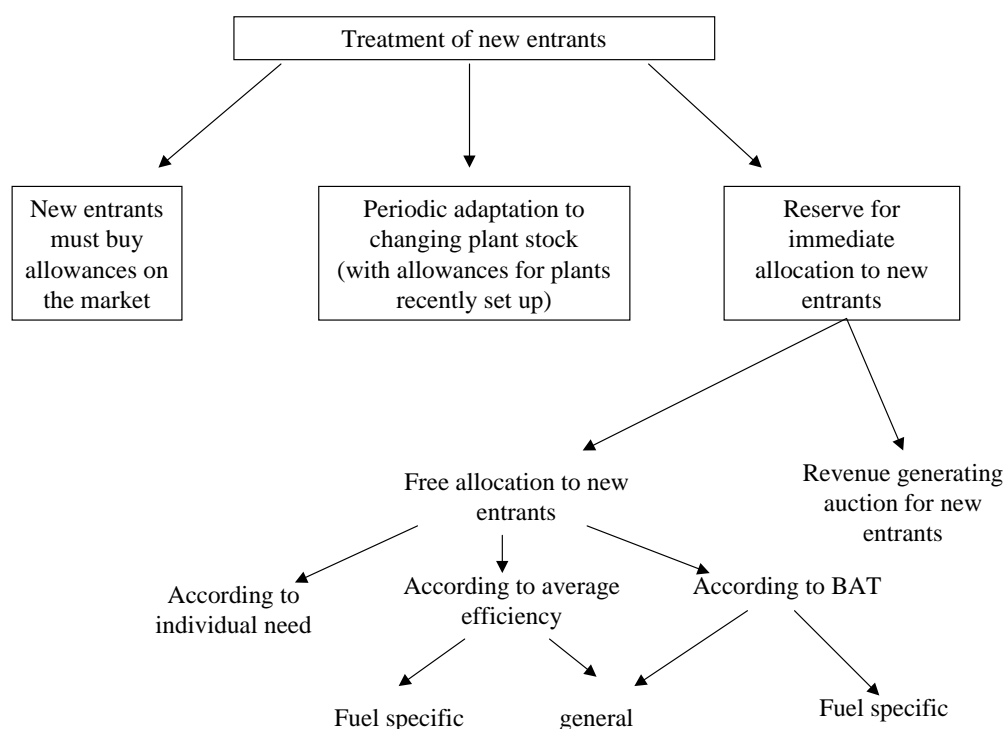 Treatment of new entrants
New entrants
must buy
allowances on
the market
Periodic adaptation to
changing plant stock
(with allowances for plants
recently set up)
Reserve for
immediate
allocation to new
entrants
Free allocation to new
entrants
Revenue generating
auction for new
entrants
According to
individual need
According to average
efficiency
According to BAT
Fuel specific
general
Fuel specific